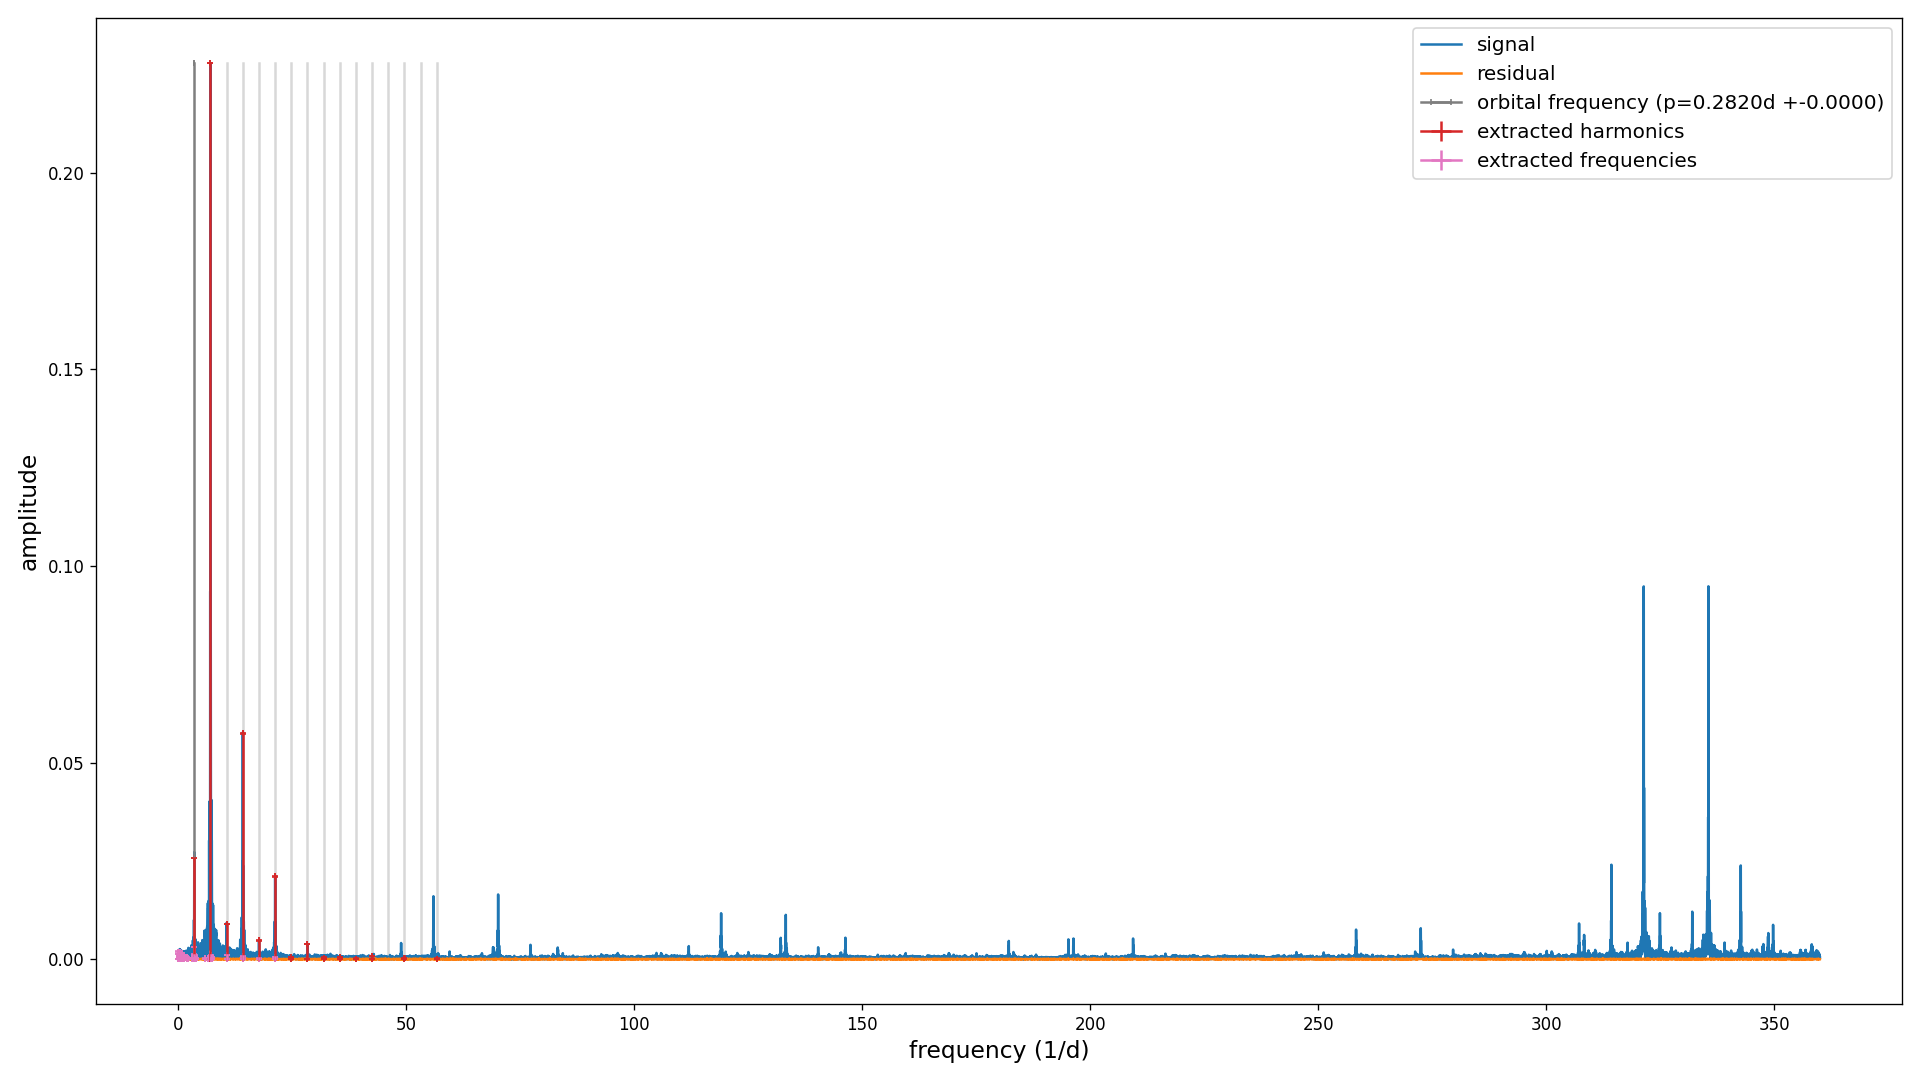 signal
residual
orbital frequency (p=0.2820d +-0.0000)
extracted harmonics
extracted frequencies
amplitude
0.20
0.15
0.10
0.05
0.00
0 50 100 150 200 250 300 350
frequency (1/d)